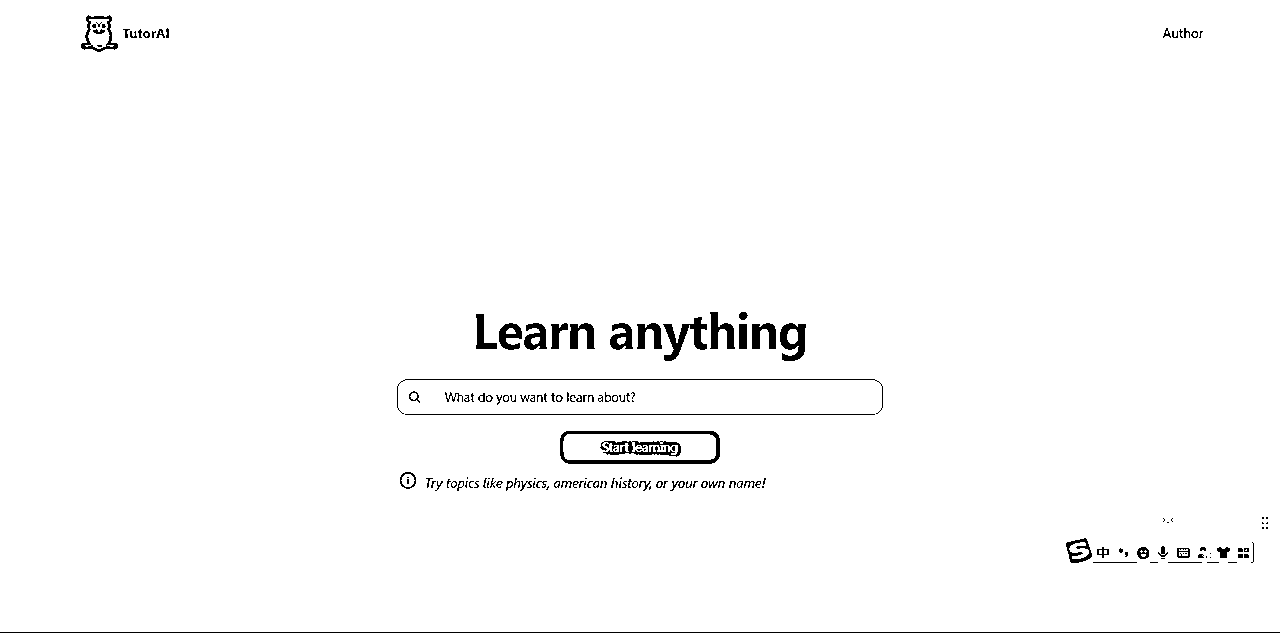 TutorAI
Author
Learn anything
What do you want to learn about?
Start learning
Try topics like physics, american history, or your own name!
中